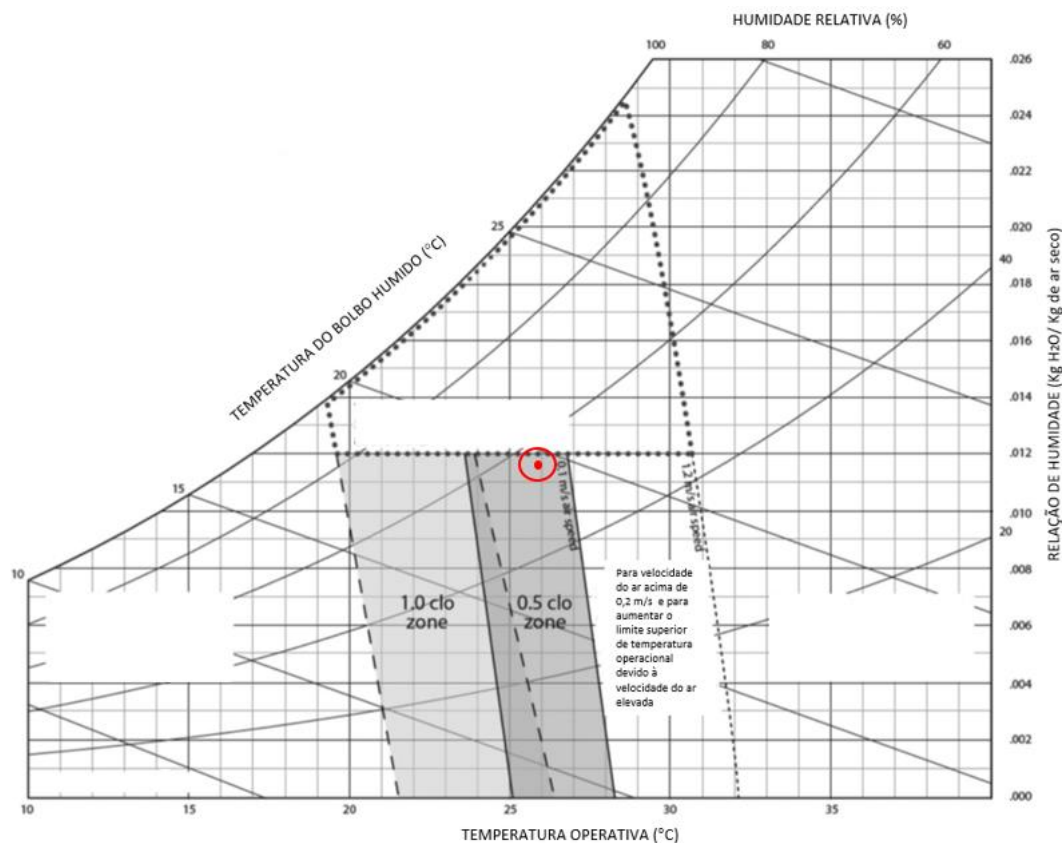 HUMIDADE RELATIVA (%)
100
80
60
.026
.024
.022
25
.020
TEMPERATURA DO BOLBO HUMIDO (°C)
40
.018
.016
20
.014
.012
0.1 m/s ar speed
1.2 m/s ar speed
15
.010
20
RELAÇÃO DE HUMIDADE (Kg H2O/ Kg de ar seco)
10
.008
1.0 clo
zone
0.5 clo
zone
Para velocidade
do ar acima de
0,2 m/s e para
aumentar o
limite superior
de temperatura
operacional
devido à
velocidade do ar
elevada
.006
.004
.002
.000
10
20
25
30
35
TEMPERATURA OPERATIVA (°C)